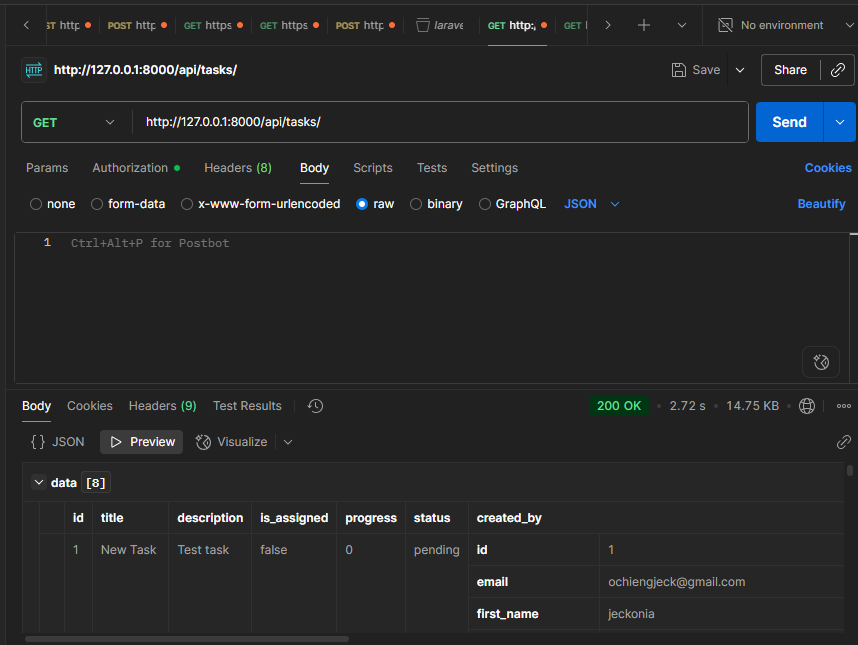 ST http POST http GET https GET https POST http larave GET http:, GET No environment
HTTP http://127.0.0.1:8000/api/tasks/ Save Share
GET http://127.0.0.1:8000/api/tasks/ Send
Params Authorization Headers (8) Body Scripts Tests Settings Cookies
none form-data x-www-form-urlencoded raw binary GraphQL JSON Beautify
1 Ctrl+Alt+P for Postbot
Body Cookies Headers (9) Test Results 200 OK • 2.72 s • 14.75 KB •
{} JSON Preview Visualize
data [8]
id title description is_assigned progress status created_by
1 New Task Test task false 0 pending id 1
email ochiengjeck@gmail.com
first_name jeckonia